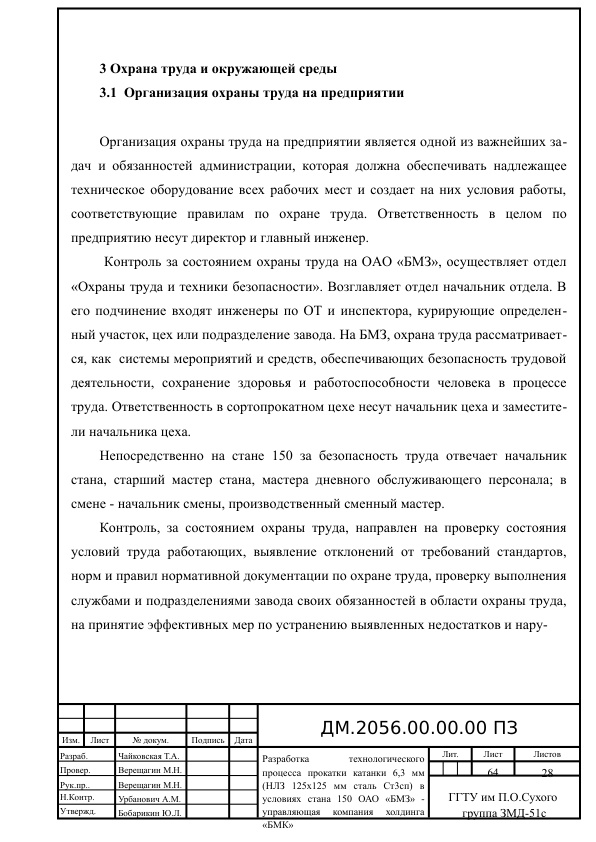 3 Охрана труда и окружающей среды
3.1 Организация охраны труда на предприятии
Организация охраны труда на предприятии является одной из важнейших за-
дач и обязанностей администрации, которая должна обеспечивать надлежащее
техническое оборудование всех рабочих мест и создает на них условия работы,
соответствующие правилам по охране труда. Ответственность в целом по
предприятию несут директор и главный инженер.
Контроль за состоянием охраны труда на ОАО «БМЗ», осуществляет отдел
«Охраны труда и техники безопасности». Возглавляет отдел начальник отдела. В
его подчинение входят инженеры по ОТ и инспектора, курирующие определен-
ный участок, цех или подразделение завода. На БМЗ, охрана труда рассматривает-
ся, как системы мероприятий и средств, обеспечивающих безопасность трудовой
деятельности, сохранение здоровья и работоспособности человека в процессе
труда. Ответственность в сортопрокатном цехе несут начальник цеха и заместите-
ли начальника цеха.
Непосредственно на стане 150 за безопасность труда отвечает начальник
стана, старший мастер стана, мастера дневного обслуживающего персонала; в
смене - начальник смены, производственный сменный мастер.
Контроль, за состоянием охраны труда, направлен на проверку состояния
условий труда работающих, выявление отклонений от требований стандартов,
норм и правил нормативной документации по охране труда, проверку выполнения
службами и подразделениями завода своих обязанностей в области охраны труда,
на принятие эффективных мер по устранению выявленных недостатков и нару-
ДМ.2056.00.00.00 ПЗ
Изм. Лист № докум. Подпись Дата
Разраб. Чайковская Т.А.
Провер. Верещагин М.Н.
Рук.пр.. Верещагин М.Н.
Н.Контр. Урбанович А.М.
Утвержд. Бобарикин Ю.Л.
Разработка технологического
процесса прокатки катанки 6,3 мм
(НЛЗ 125х125 мм сталь Ст3сп) в
условиях стана 150 ОАО «БМЗ» -
управляющая компания холдинга
«БМК»
Лит. Лист Листов
64 28
ГГТУ им П.О.Сухого
группа ЗМД-51с